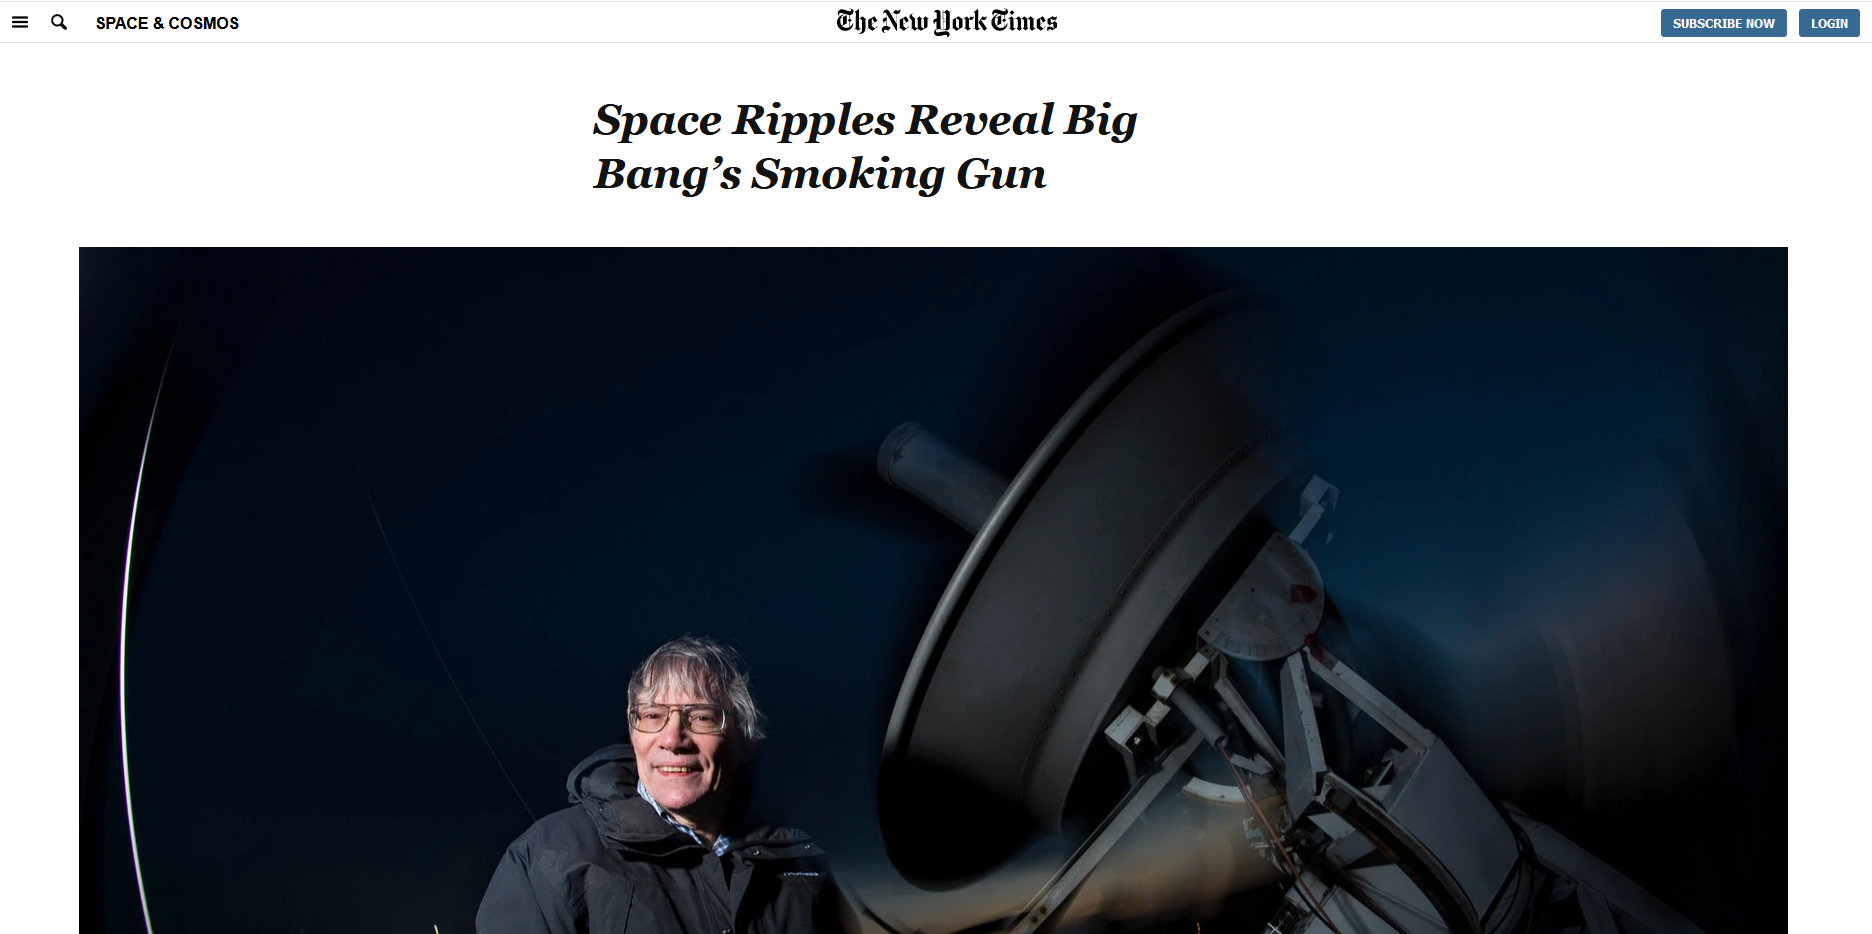 SPACE & COSMOS
The New York Times
SUBSCRIBE NOW
LOGIN
Space Ripples Reveal Big
Bang’s Smoking Gun